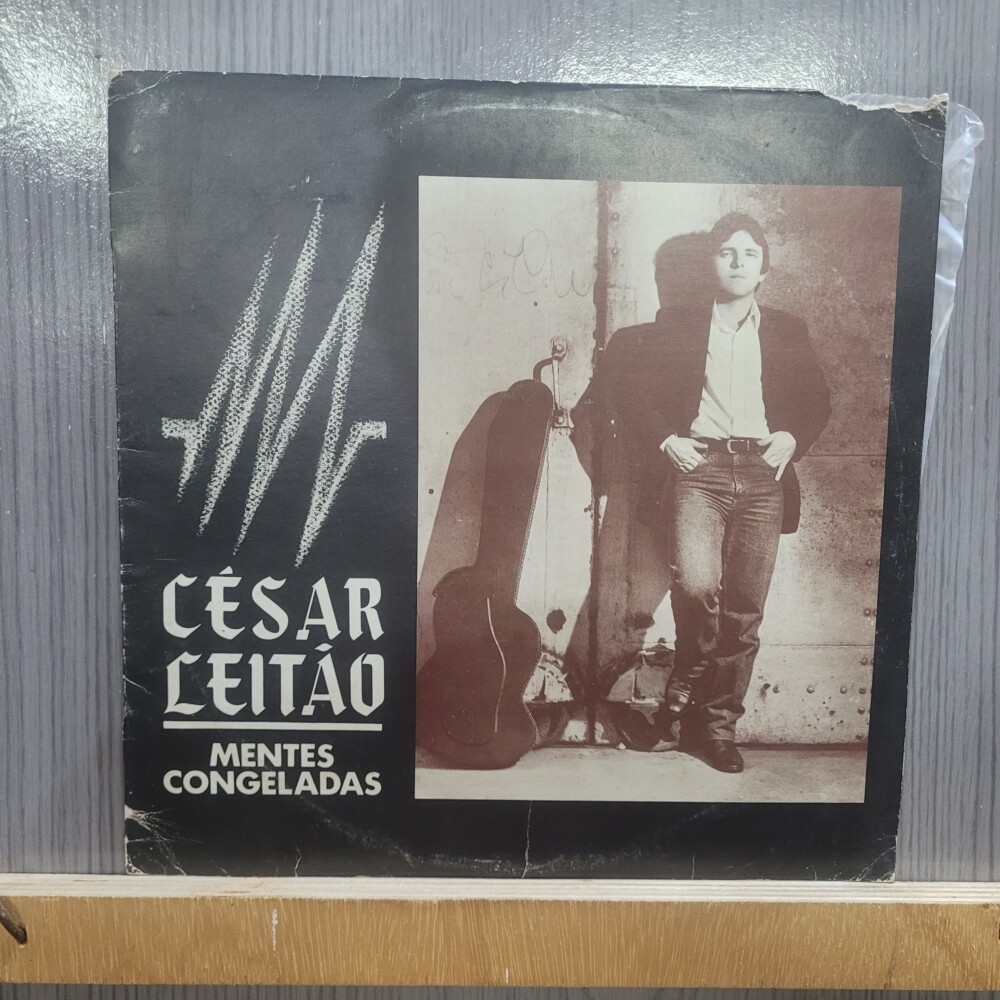 CÉSAR
LEITÃO
MENTES
CONGELADAS